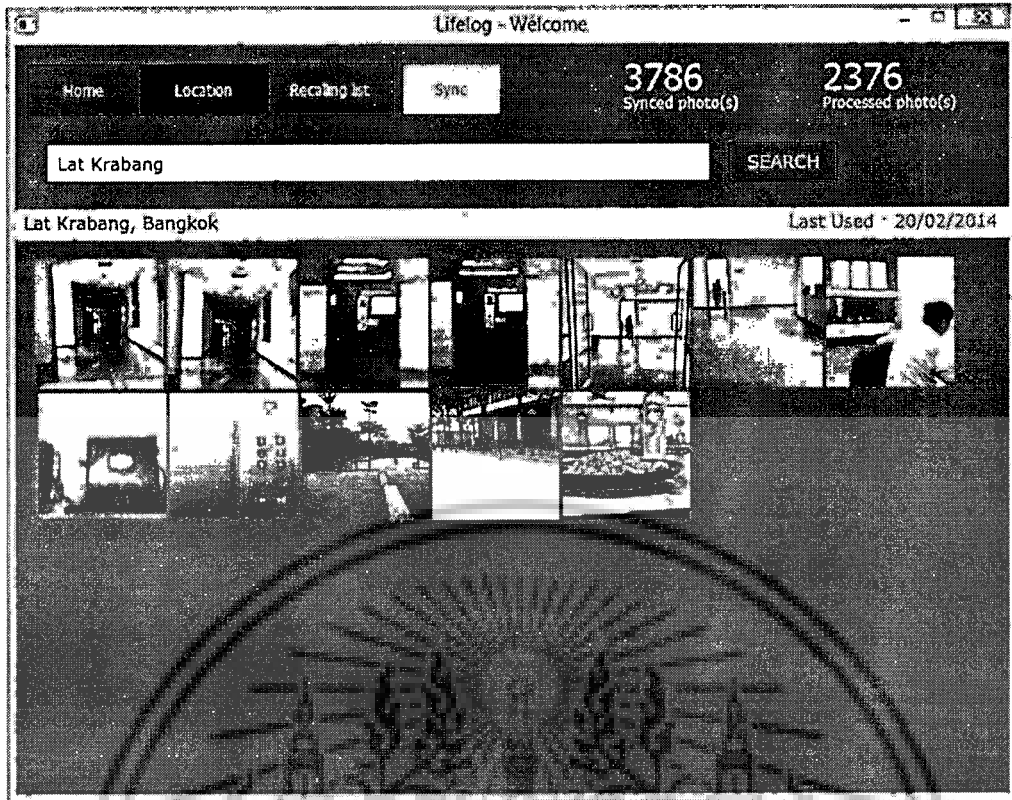 Lifelog - Welcome
Home Location Recalling list Sync
3786 2376
Synced photo(s) Processed photo(s)
Lat Krabang SEARCH
Lat Krabang, Bangkok Last Used : 20/02/2014